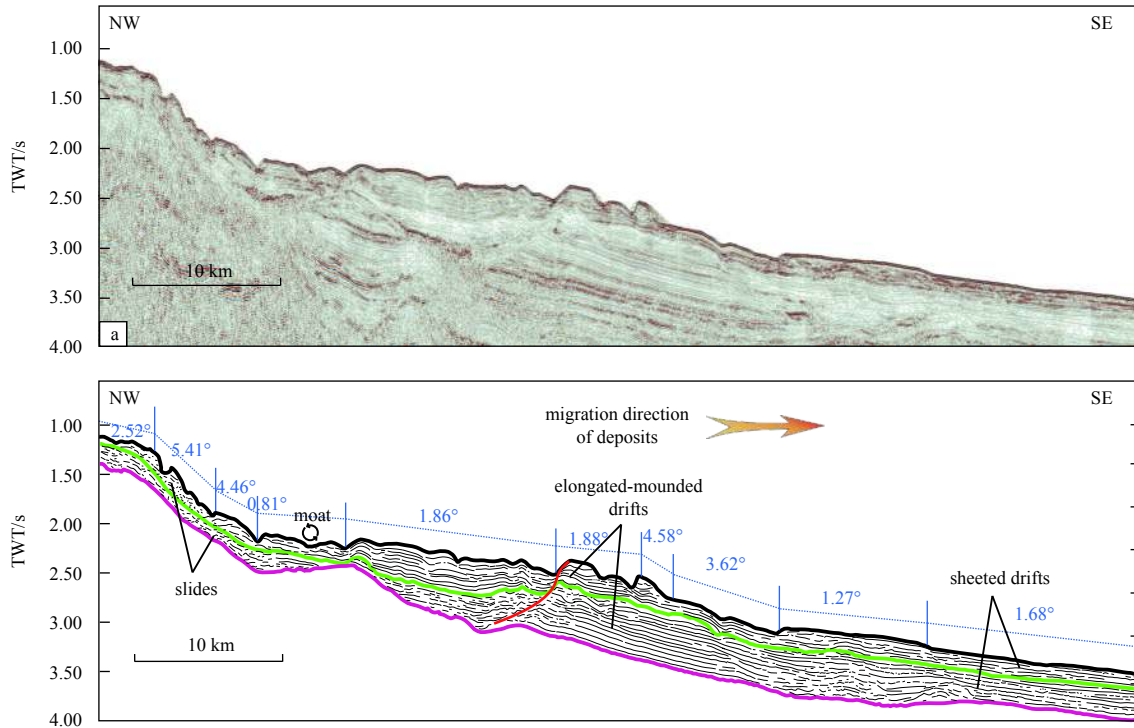 NW
SE
1.00
1.50
2.00
2.50
3.00
3.50
4.00
TWT/s
10 km
a
NW
SE
1.00
1.50
2.00
2.50
3.00
3.50
4.00
TWT/s
migration direction
of deposits
2.52°
5.41°
4.46°
0.81°
moat
1.86°
elongated-mounded
drifts
1.88°
4.58°
3.62°
1.27°
sheeted drifts
1.68°
slides
10 km